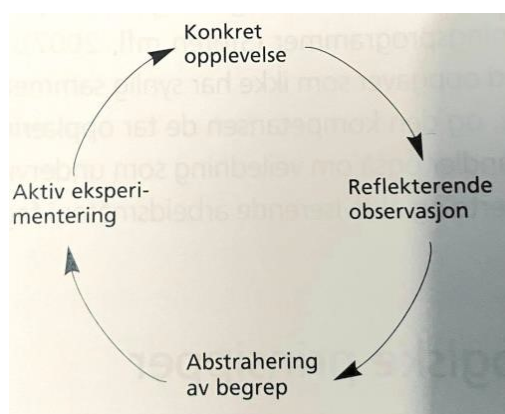 Konkret
opplevelse
Reflekterende
observasjon
Abstrahering
av begrep
Aktiv eksperi-
mentering